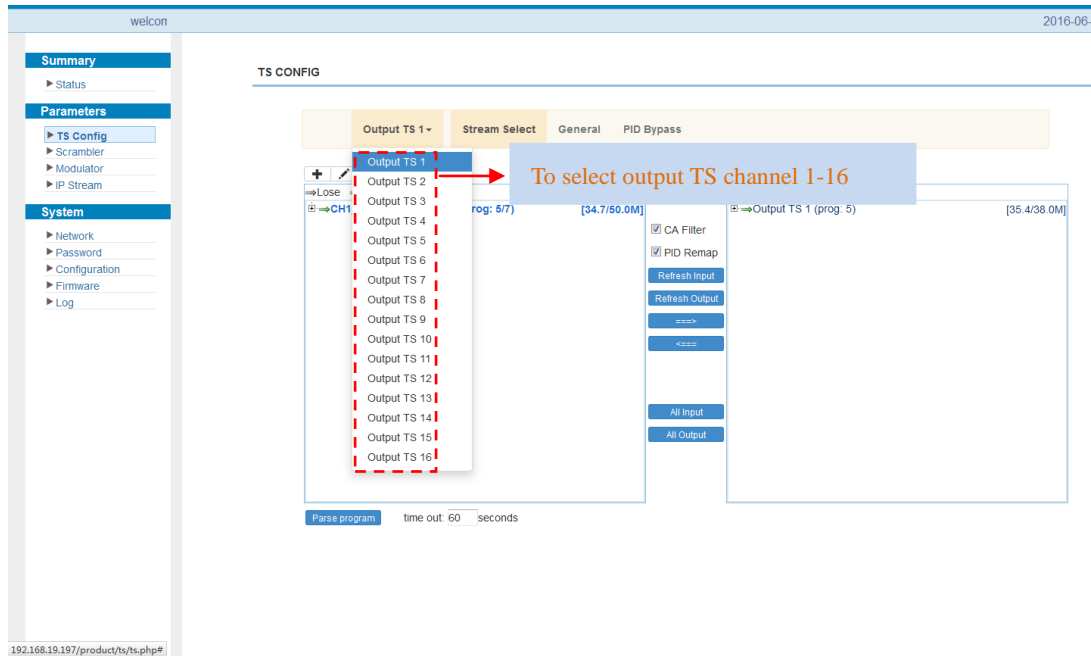 welcon
2016-06-
Summary
Status
Parameters
TS Config
Scrambler
Modulator
IP Stream
System
Network
Password
Configuration
Firmware
Log
TS CONFIG
Output TS 1
Stream Select
General
PID Bypass
Output TS 1
Output TS 2
Output TS 3
Output TS 4
Output TS 5
Output TS 6
Output TS 7
Output TS 8
Output TS 9
Output TS 10
Output TS 11
Output TS 12
Output TS 13
Output TS 14
Output TS 15
Output TS 16
To select output TS channel 1-16
⇒Lose
⇒CH1
rog: 5/7) [34.7/50.0M]
CA Filter
PID Remap
Refresh Input
Refresh Output
===>
<===
All Input
All Output
⇒Output TS 1 (prog: 5) [35.4/38.0M]
Parse program time out: 60 seconds
192.168.19.197/product/ts/ts.php#